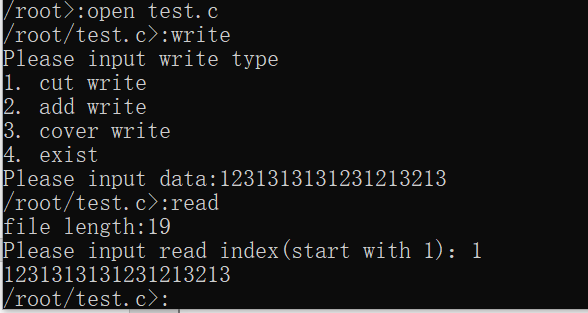 /root>:open test.c
/root/test.c>:write
Please input write type
1. cut write
2. add write
3. cover write
4. exist
Please input data:1231313131231213213
/root/test.c>:read
file length:19
Please input read index(start with 1): 1
1231313131231213213
/root/test.c>: